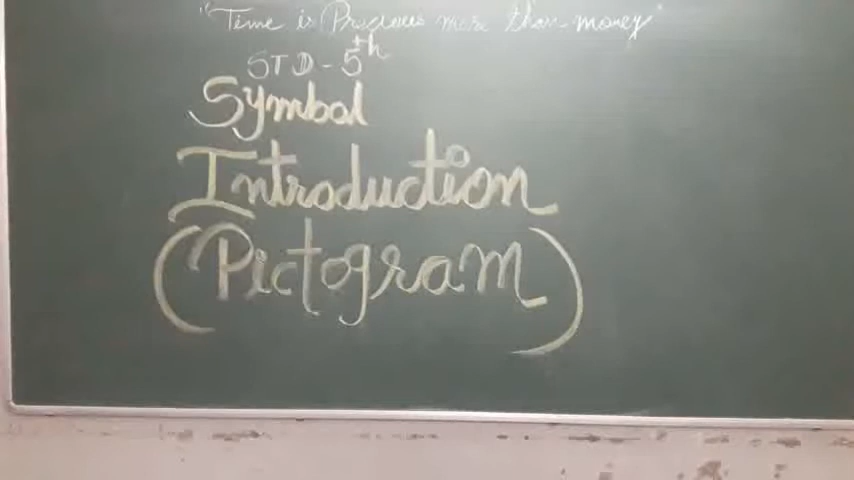 "Time is Precious more than money"
STD - 5th
Symbol
Introduction
(Pictogram)